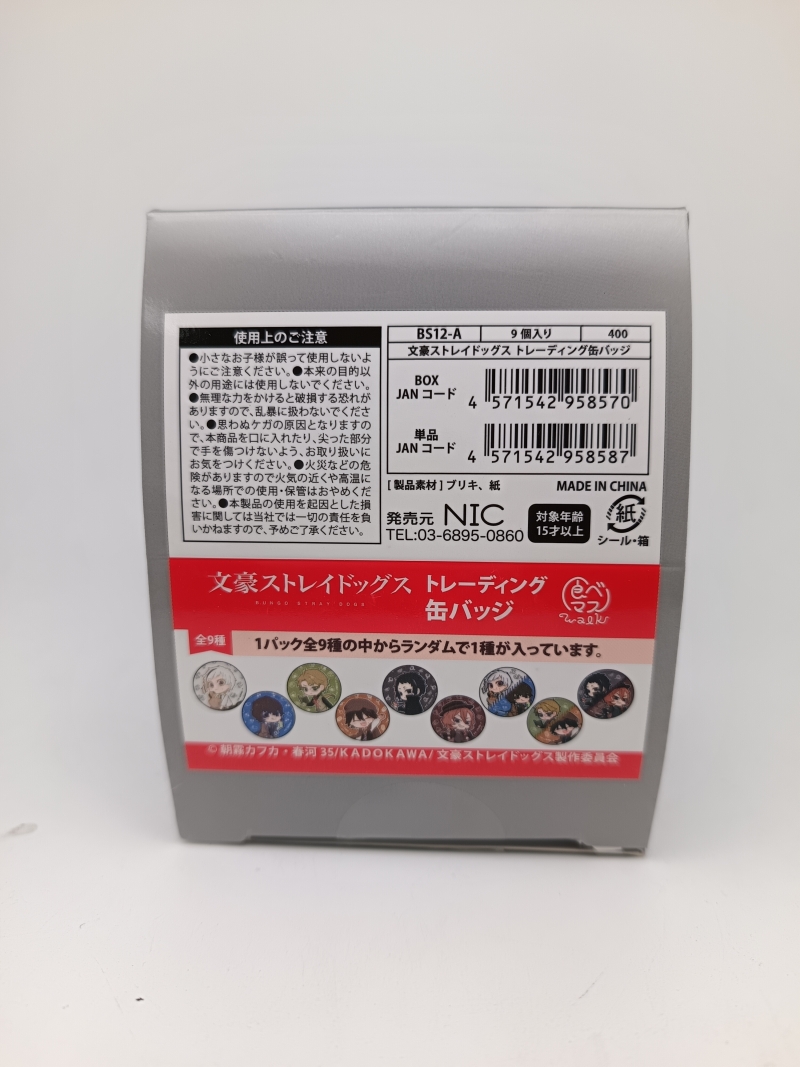 使用上のご注意
●小さなお子様が誤って使用しないよ
うにご注意ください。●本来の目的以
外の用途には使用しないでください。
●無理な力をかけると破損する恐れが
ありますので、乱暴に扱わないでくださ
い。●思わぬケガの原因となりますの
で、本商品を口に入れたり、尖った部分
で手を傷つけないよう、お取り扱いに
お気をつけください。●火災などの危
険がありますので火気の近くや高温に
なる場所での使用・保管はおやめくださ
い。●本製品の使用を起因とした損
害に関しては当社では一切の責任を負
いかねますので、予めご了承ください。
BS12-A 9個入り 400
文豪ストレイドッグス トレーディング缶バッジ
BOX
JANコード
4 571542 958570
単品
JANコード
4 571542 958587
[製品素材] ブリキ、紙 MADE IN CHINA
発売元 NIC
TEL:03-6895-0860
対象年齢
15才以上
紙
シール・箱
文豪ストレイドッグス
BUNGO STRAY DOGS
トレーディング
缶バッジ
食べ
マス
walk
全9種
1パック全9種の中からランダムで1種が入っています。
©朝霧カフカ・春河35/KADOKAWA/文豪ストレイドッグス製作委員会